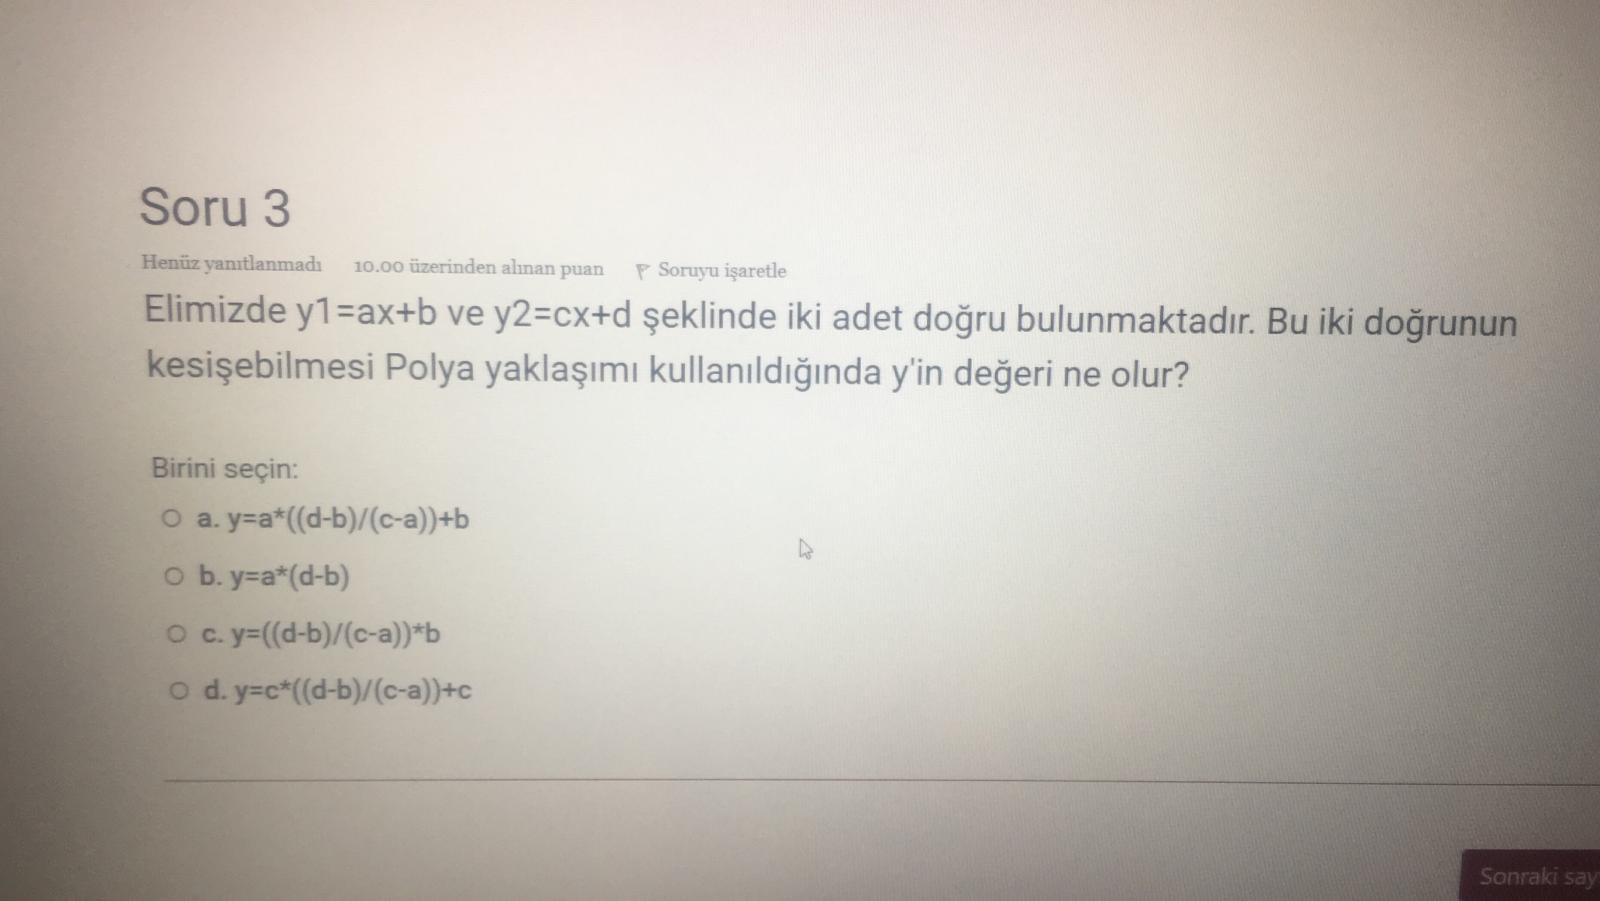 Soru 3
Henüz yanıtlanmadı 10.00 üzerinden alınan puan Soruyu işaretle
Elimizde y1=ax+b ve y2=cx+d şeklinde iki adet doğru bulunmaktadır. Bu iki doğrunun
kesişebilmesi Polya yaklaşımı kullanıldığında y'in değeri ne olur?
Birini seçin:
a. y=a*((d-b)/(c-a))+b
b. y=a*(d-b)
c. y=((d-b)/(c-a))*b
d. y=c*((d-b)/(c-a))+c
Sonraki say